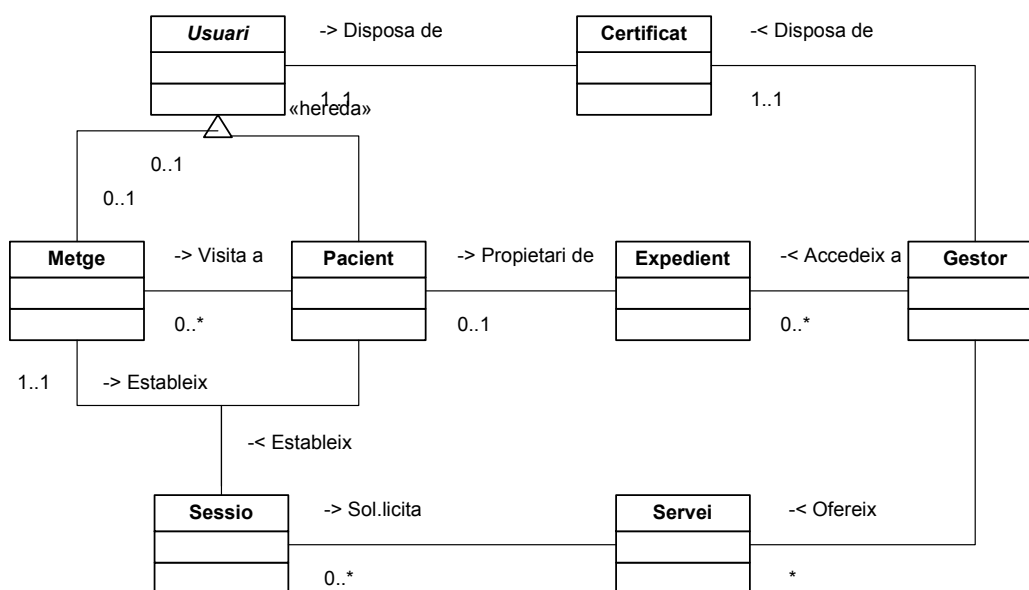 Usuari
-> Disposa de
Certificat
-< Disposa de
1..1
«hereda»
1..1
0..1
0..1
Metge
-> Visita a
Pacient
-> Propietari de
Expedient
-< Accedeix a
Gestor
0..*
0..1
0..*
1..1
-> Estableix
-< Estableix
Sessio
-> Sol.licita
Servei
-< Ofereix
0..*
*